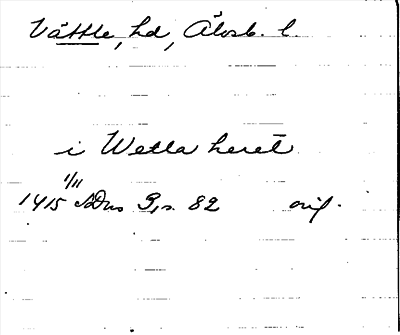 Vättle, hd, Älvsb. l.
i Wetla heret
1/11
1415 SDns 3, s. 82 orig.